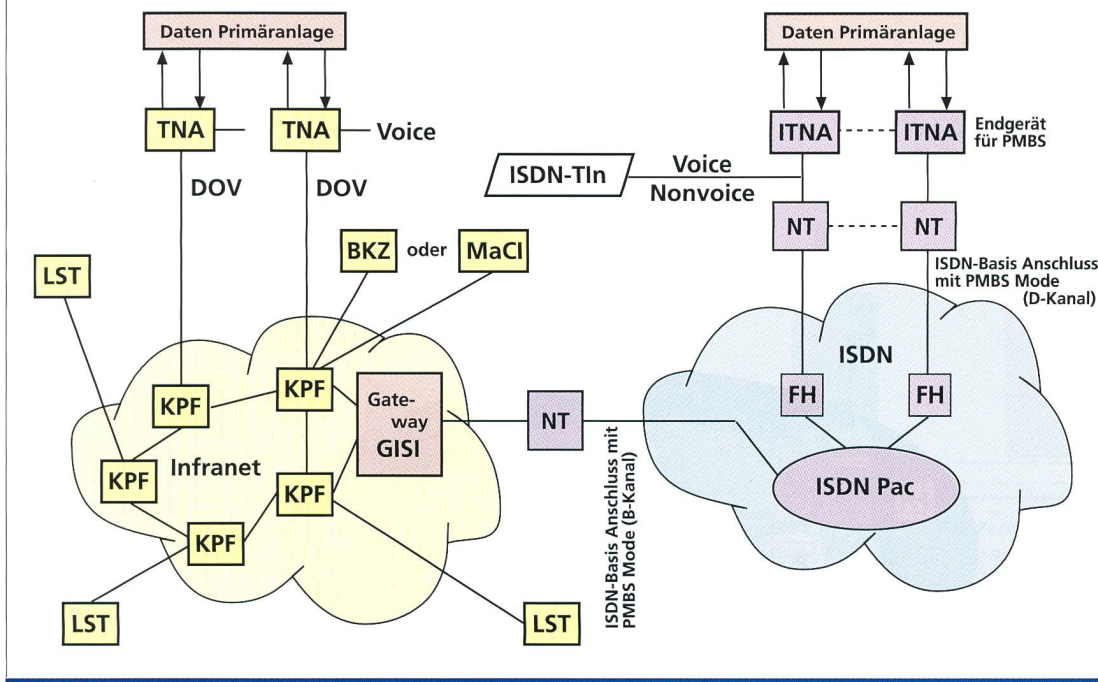 Daten Primäranlage
Daten Primäranlage
TNA
TNA
Voice
ITNA
ITNA
Endgerät
für PMBS
DOV
DOV
ISDN-Tln
Voice
Nonvoice
NT
NT
BKZ
oder
MaCl
LST
ISDN-Basis Anschluss
mit PMBS Mode
(D-Kanal)
ISDN
KPF
KPF
Gate-
way
GISI
NT
FH
FH
KPF
Infranet
KPF
KPF
ISDN Pac
ISDN-Basis Anschluss mit
PMBS Mode (B-Kanal)
LST
LST